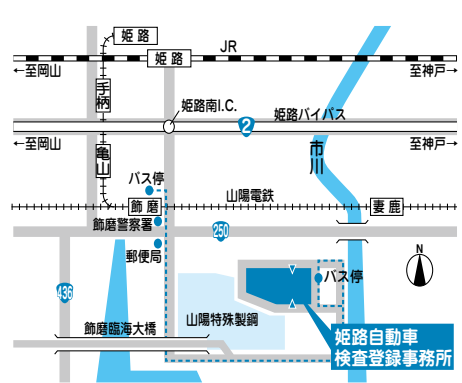 姫路
JR
姫路
←至岡山
至神戸→
手柄
姫路南I.C.
2
姫路バイパス
←至岡山
至神戸→
亀山
市川
バス停
山陽電鉄
飾磨
妻鹿
飾磨警察署
250
郵便局
N
バス停
436
山陽特殊製鋼
飾磨臨海大橋
姫路自動車
検査登録事務所